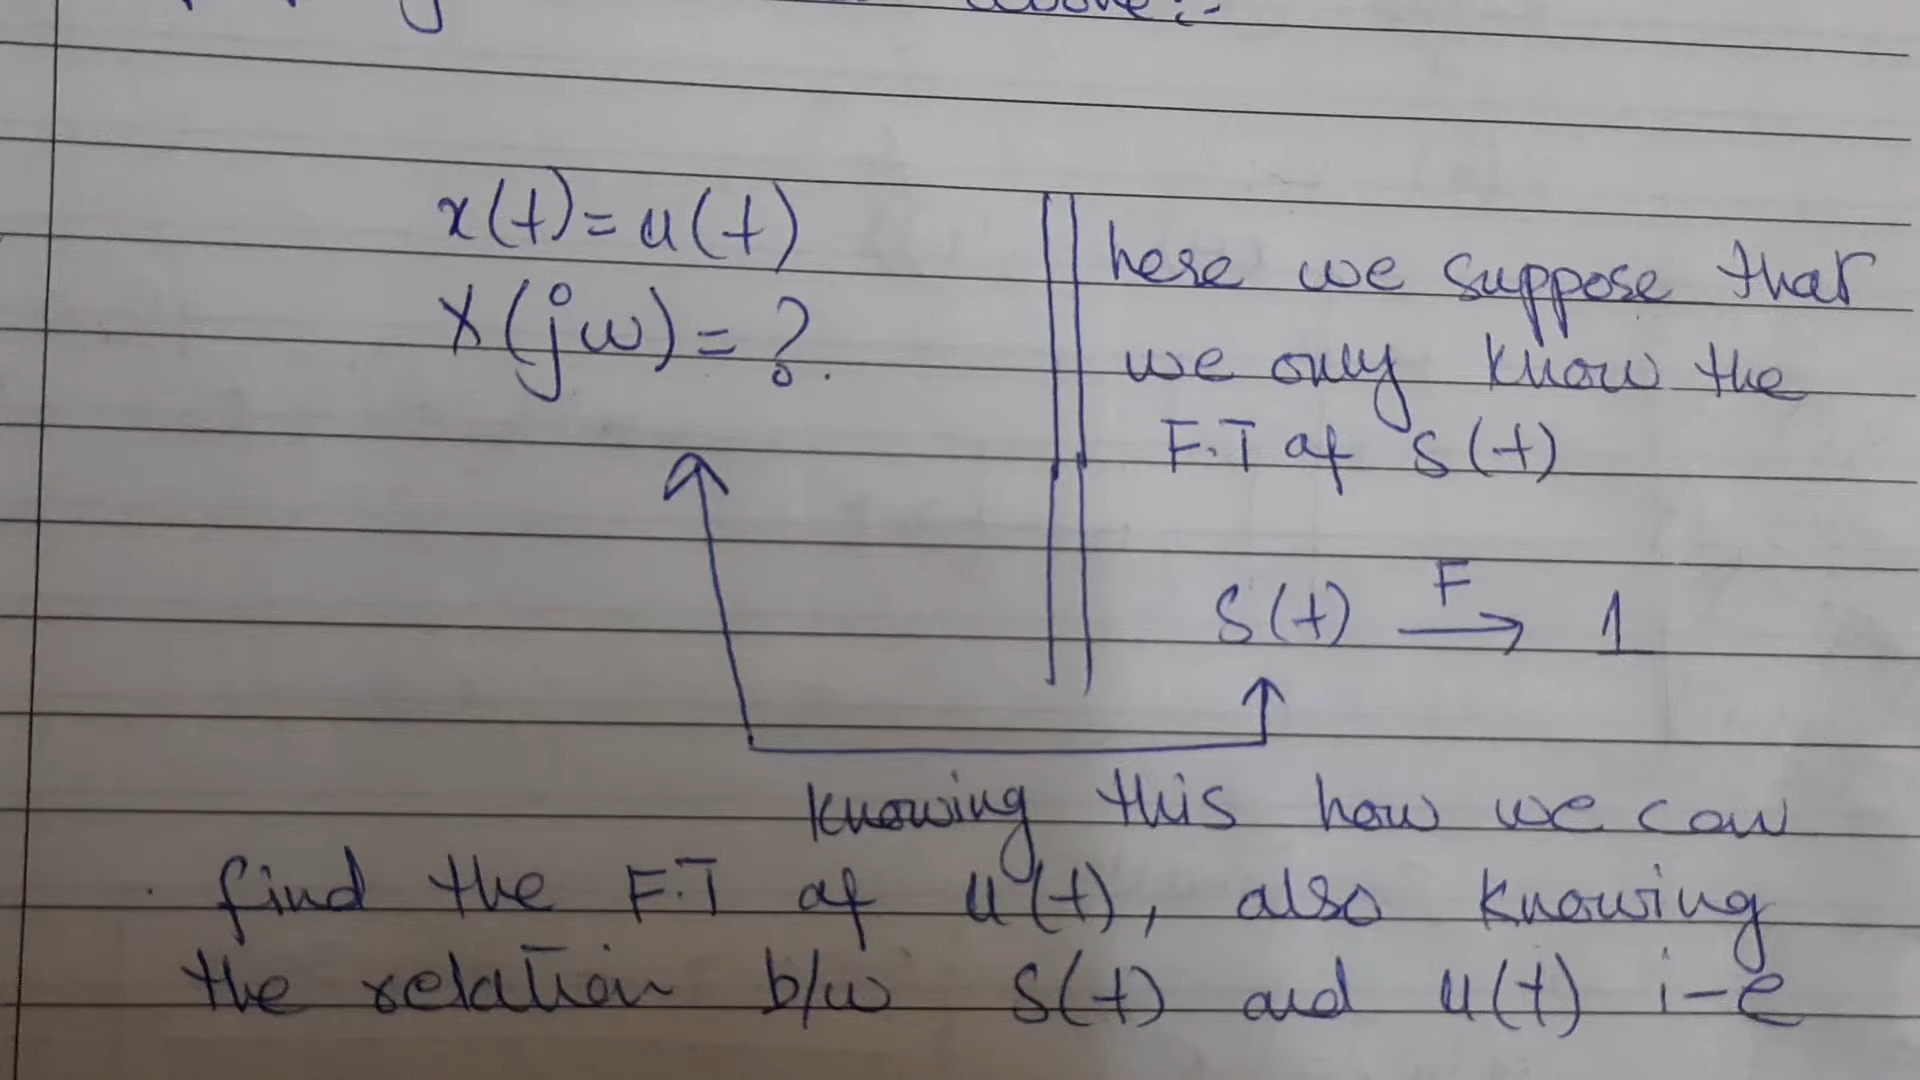 x(t)=u(t)
X(jw)=?.
here we suppose that
we only know the
F.T of δ(t)
δ(t) F→ 1
knowing this how we can
find the F.T of u(t), also knowing
the relation b/w δ(t) and u(t) i-e